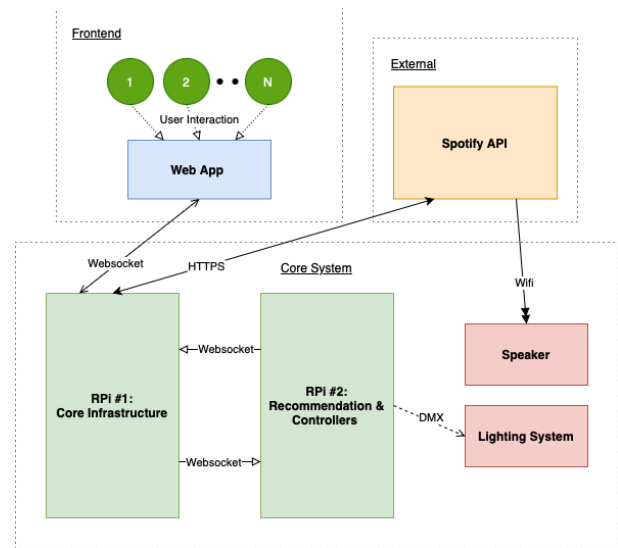 Frontend
1
2
N
User Interaction
Web App
External
Spotify API
Websocket
HTTPS
Core System
Wifi
RPi #1:
Core Infrastructure
Websocket
Websocket
RPi #2:
Recommendation &
Controllers
DMX
Speaker
Lighting System